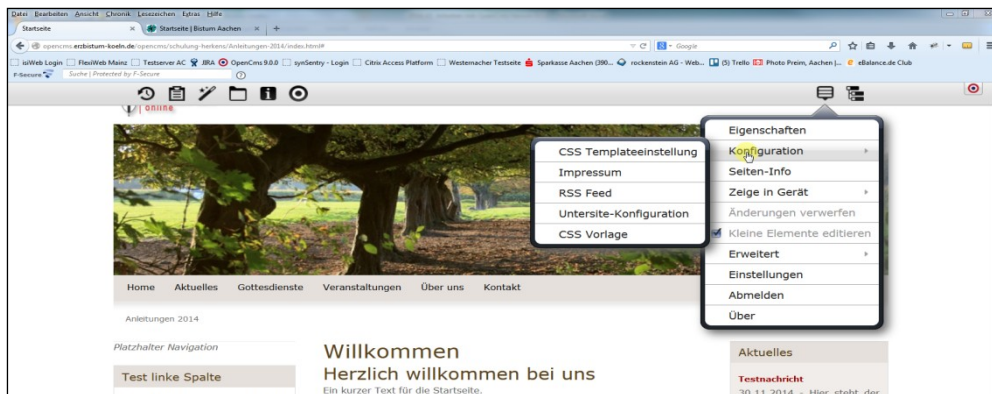 Datei Bearbeiten Ansicht Chronik Lesezeichen Extras Hilfe
Startseite × Startseite | Bistum Aachen × +
opencms.erzbistum-koeln.de/opencms/schulung-herkens/Anleitungen-2014/index.html# Google
isiWeb Login FlexiWeb Mainz Testserver AC JIRA OpenCms 9.0.0 synSentry - Login Citrix Access Platform Westernacher Testseite Sparkasse Aachen (390... rockenstein AG - Web... (5) Trello Photo Preim, Aachen |... eBalance.de Club
F-Secure Suche | Protected by F-Secure
online
Eigenschaften
Konfiguration
Seiten-Info
Zeige in Gerät
Änderungen verwerfen
Kleine Elemente editieren
Erweitert
Einstellungen
Abmelden
Über
CSS Templateeinstellung
Impressum
RSS Feed
Untersite-Konfiguration
CSS Vorlage
Home Aktuelles Gottesdienste Veranstaltungen Über uns Kontakt
Anleitungen 2014
Platzhalter Navigation
Test linke Spalte
Willkommen
Herzlich willkommen bei uns
Ein kurzer Text für die Startseite.
Aktuelles
Testnachricht
30.11.2014 - Hier steht der